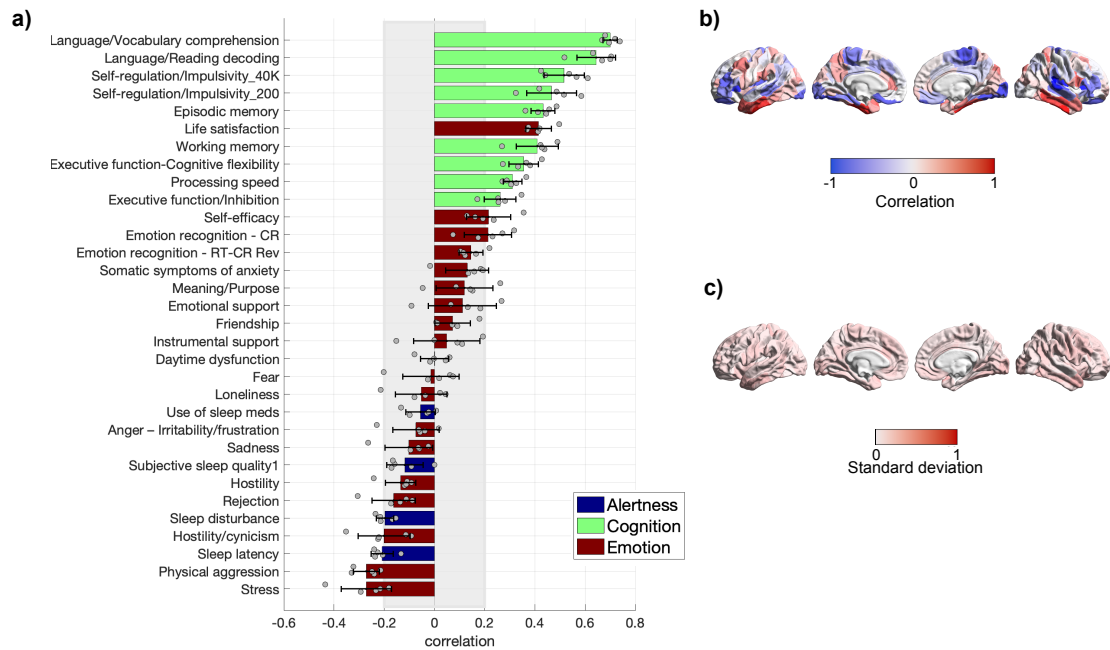 a)
Language/Vocabulary comprehension
Language/Reading decoding
Self-regulation/Impulsivity_40K
Self-regulation/Impulsivity_200
Episodic memory
Life satisfaction
Working memory
Executive function-Cognitive flexibility
Processing speed
Executive function/Inhibition
Self-efficacy
Emotion recognition - CR
Emotion recognition - RT-CR Rev
Somatic symptoms of anxiety
Meaning/Purpose
Emotional support
Friendship
Instrumental support
Daytime dysfunction
Fear
Loneliness
Use of sleep meds
Anger – Irritability/frustration
Sadness
Subjective sleep quality1
Hostility
Rejection
Sleep disturbance
Hostility/cynicism
Sleep latency
Physical aggression
Stress
-0.6 -0.4 -0.2 0 0.2 0.4 0.6 0.8
correlation
Alertness
Cognition
Emotion
b)
-1 0 1
Correlation
c)
0 1
Standard deviation